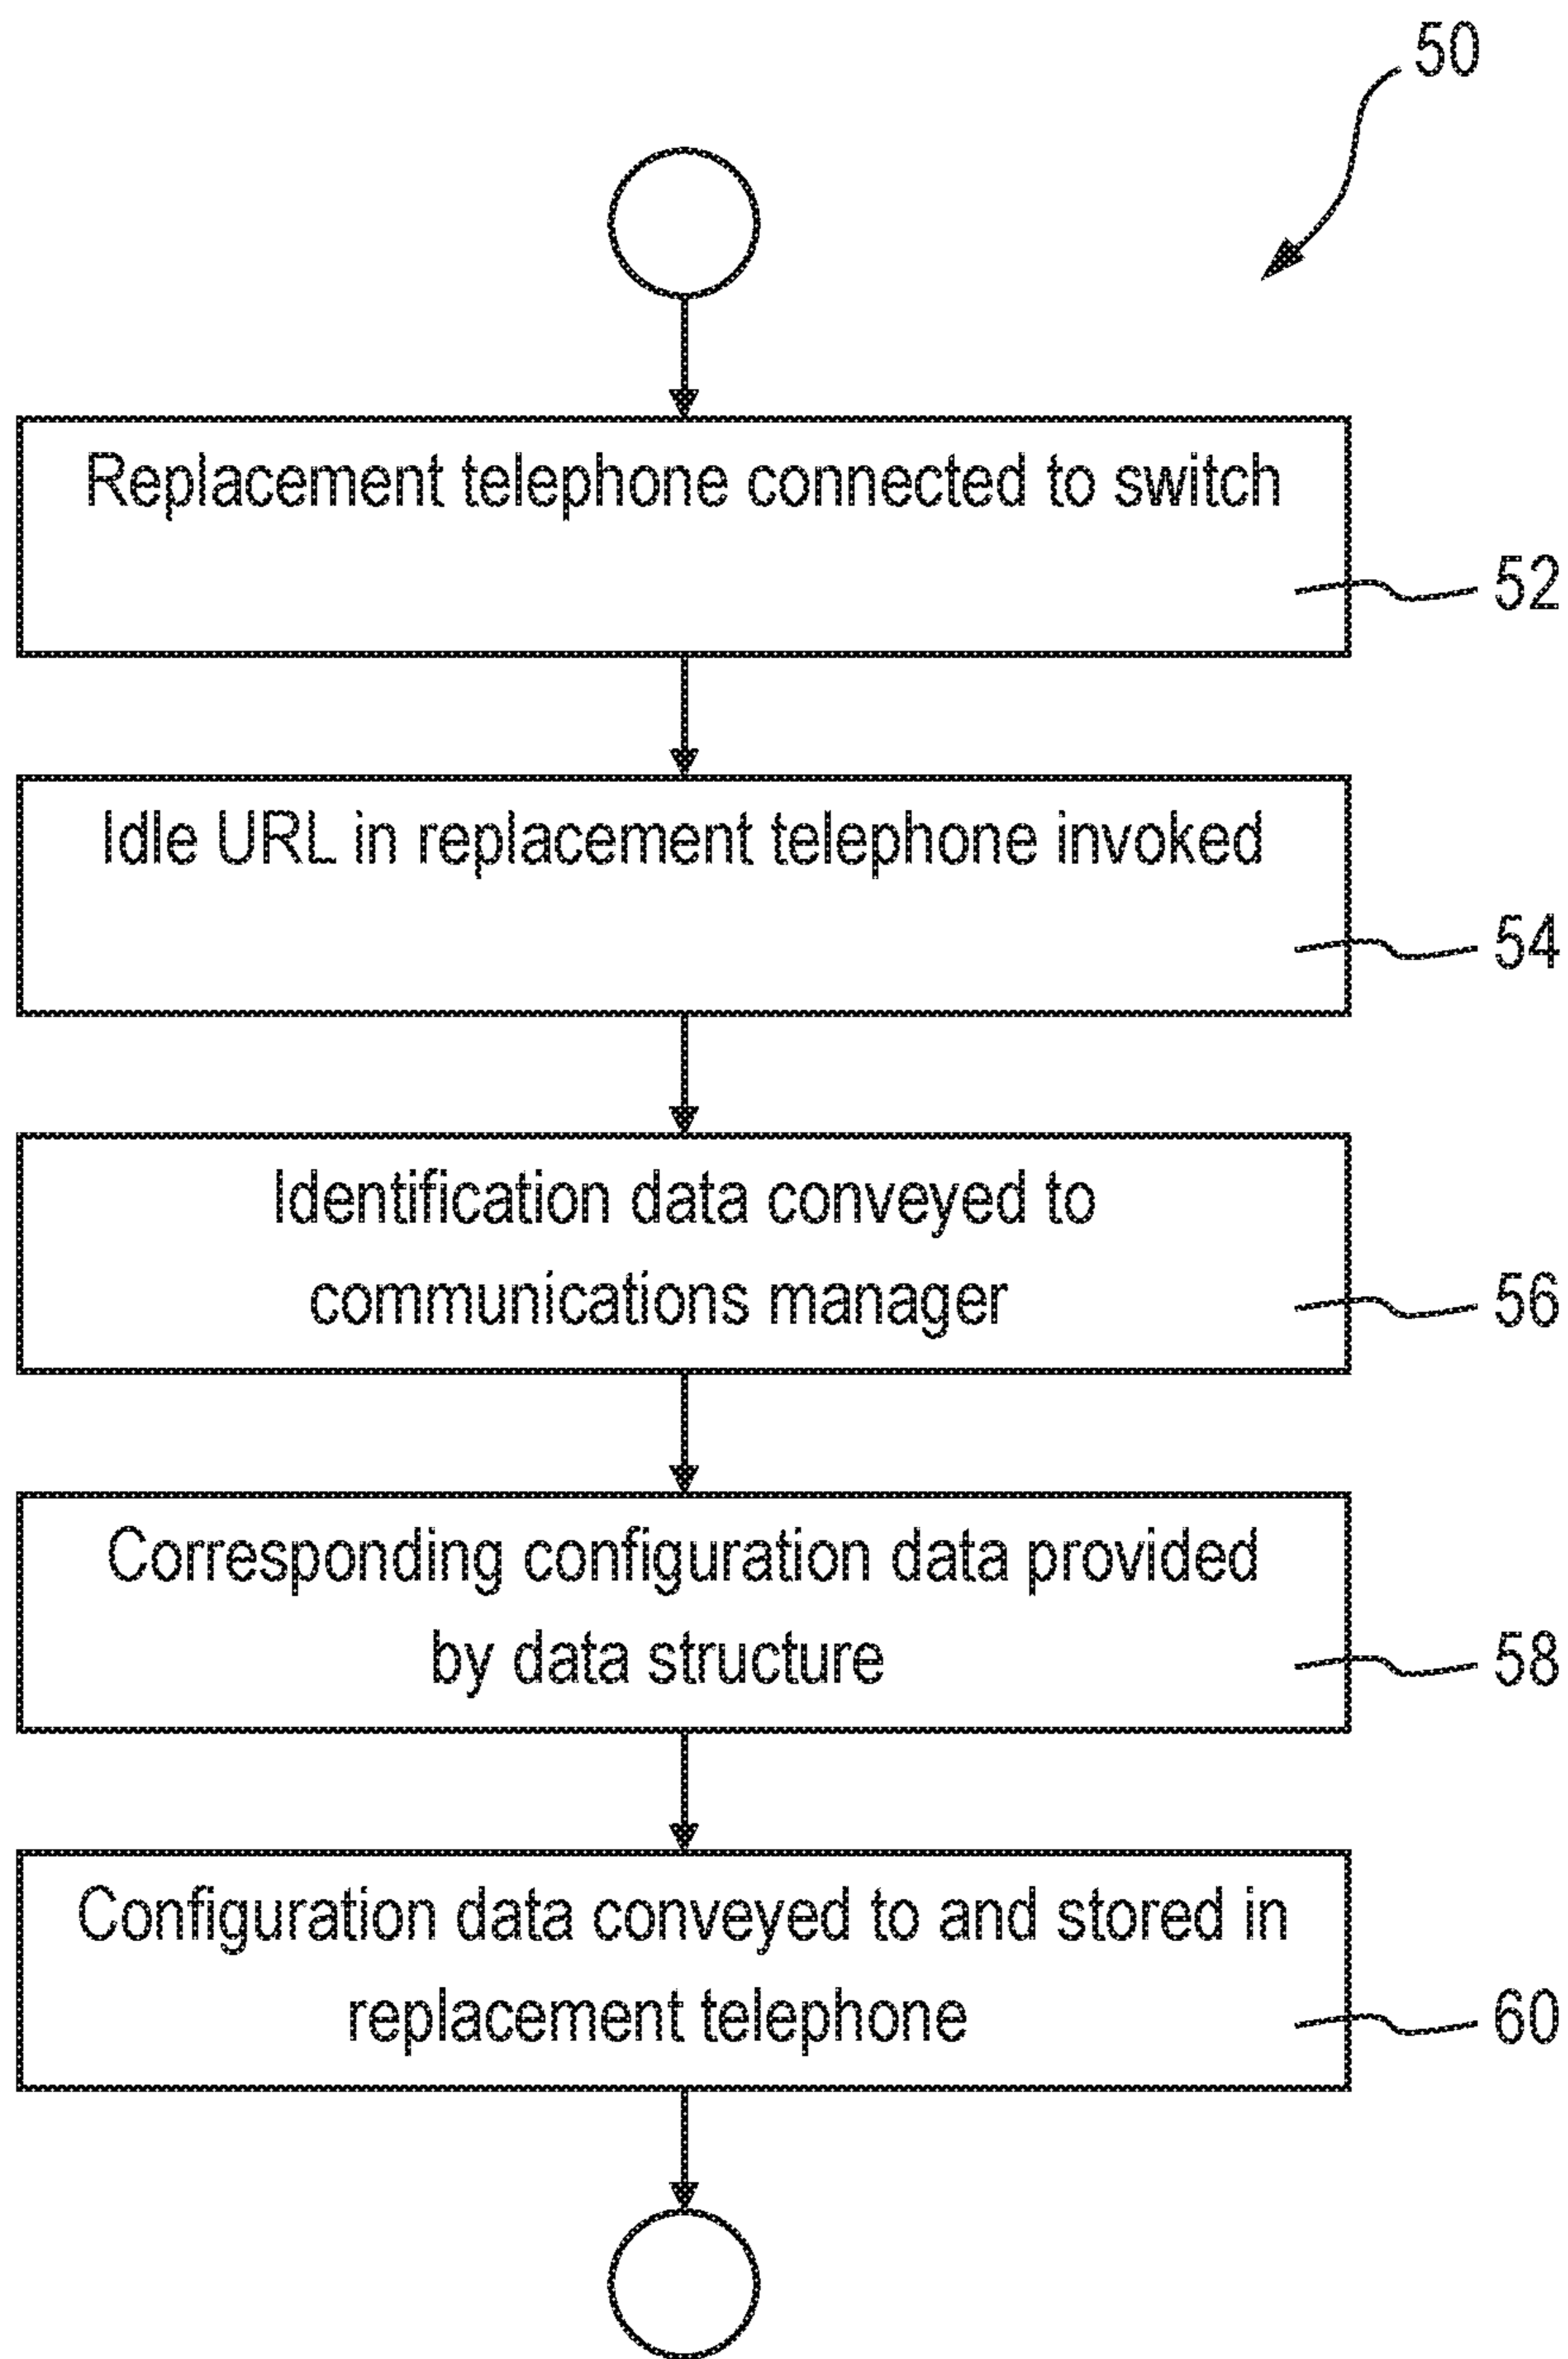 50
Replacement telephone connected to switch
52
Idle URL in replacement telephone invoked
54
Identification data conveyed to
communications manager
56
Corresponding configuration data provided
by data structure
58
Configuration data conveyed to and stored in
replacement telephone
60